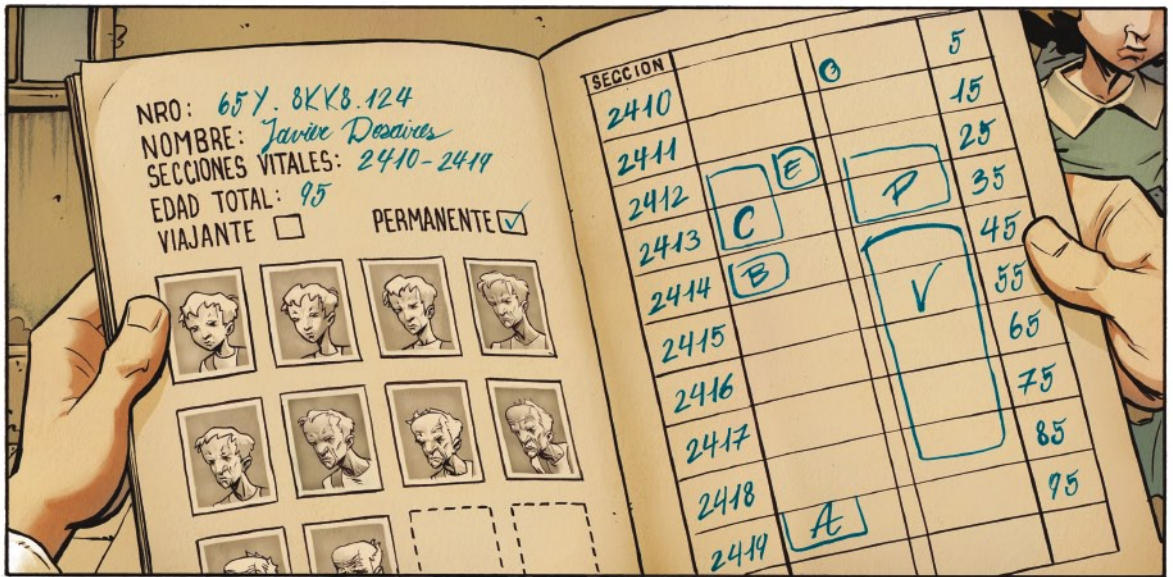 NRO: 65Y. 8KK8.124
NOMBRE: Javier Desaires
SECCIONES VITALES: 2410-2419
EDAD TOTAL: 95
VIAJANTE PERMANENTE
SECCION
2410 O 5
2411 15
2412 E 25
2413 C P 35
2414 B V 45
2415 55
2416 65
2417 75
2418 85
2419 A 95